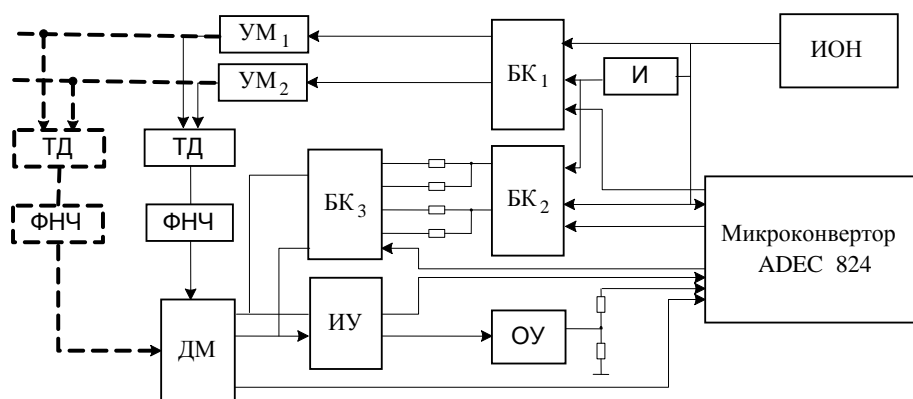 УМ1
ИОН
БК1
И
УМ2
ТД
ТД
БК3
БК2
ФНЧ
ФНЧ
Микроконвертор
ADEC 824
ИУ
ОУ
ДМ